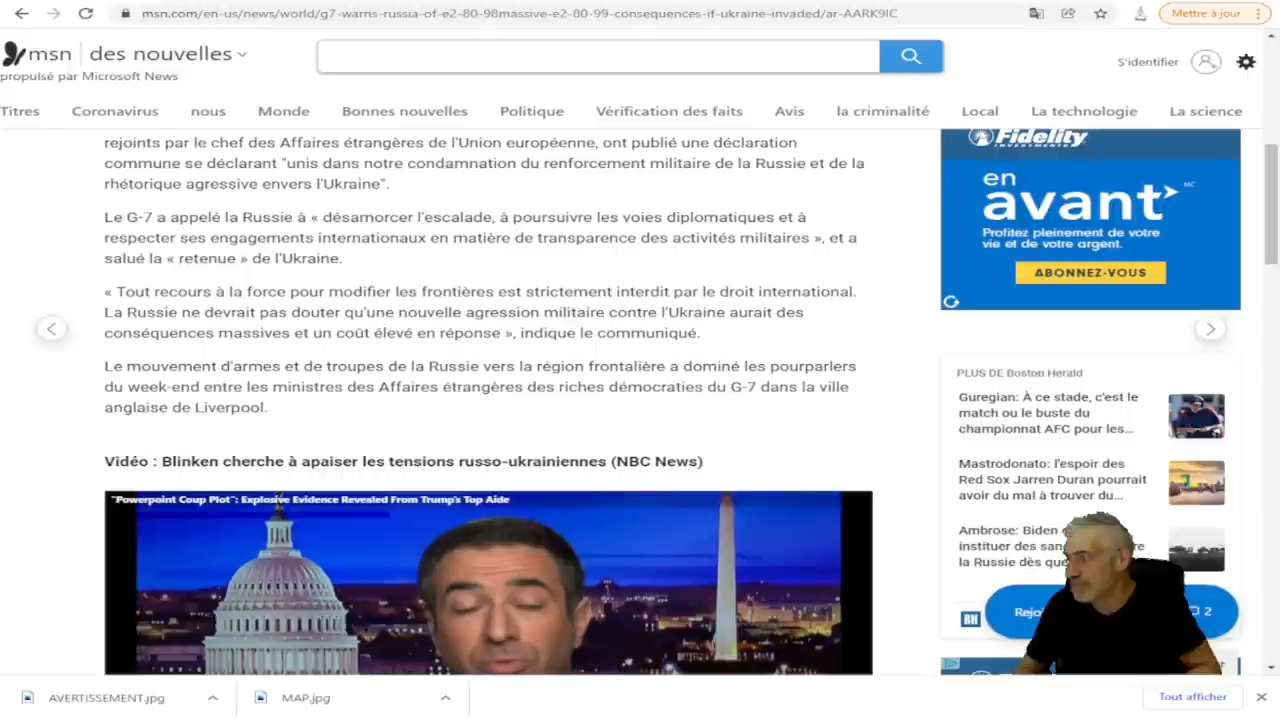 msn.com/en-us/news/world/g7-warns-russia-of-e2-80-98massive-e2-80-99-consequences-if-ukraine-invaded/ar-AARK9IC
Mettre à jour
msn des nouvelles
propulsé par Microsoft News
S'identifier
Titres Coronavirus nous Monde Bonnes nouvelles Politique Vérification des faits Avis la criminalité Local La technologie La science
rejoints par le chef des Affaires étrangères de l'Union européenne, ont publié une déclaration
commune se déclarant "unis dans notre condamnation du renforcement militaire de la Russie et de la
rhétorique agressive envers l'Ukraine".
Le G-7 a appelé la Russie à « désamorcer l'escalade, à poursuivre les voies diplomatiques et à
respecter ses engagements internationaux en matière de transparence des activités militaires », et a
salué la « retenue » de l'Ukraine.
« Tout recours à la force pour modifier les frontières est strictement interdit par le droit international.
La Russie ne devrait pas douter qu'une nouvelle agression militaire contre l'Ukraine aurait des
conséquences massives et un coût élevé en réponse », indique le communiqué.
Le mouvement d'armes et de troupes de la Russie vers la région frontalière a dominé les pourparlers
du week-end entre les ministres des Affaires étrangères des riches démocraties du G-7 dans la ville
anglaise de Liverpool.
Vidéo : Blinken cherche à apaiser les tensions russo-ukrainiennes (NBC News)
"Powerpoint Coup Plot": Explosive Evidence Revealed From Trump's Top Aide
Fidelity
INVESTMENTS
en
avant
MC
Profitez pleinement de votre
vie et de votre argent.
ABONNEZ-VOUS
PLUS DE Boston Herald
Guregian: À ce stade, c'est le
match ou le buste du
championnat AFC pour les...
Mastrodonato: l'espoir des
Red Sox Jarren Duran pourrait
avoir du mal à trouver du...
Ambrose: Biden
instituer des
la Russie dès
BH
2
AVERTISSEMENT.jpg
MAP.jpg
Tout afficher